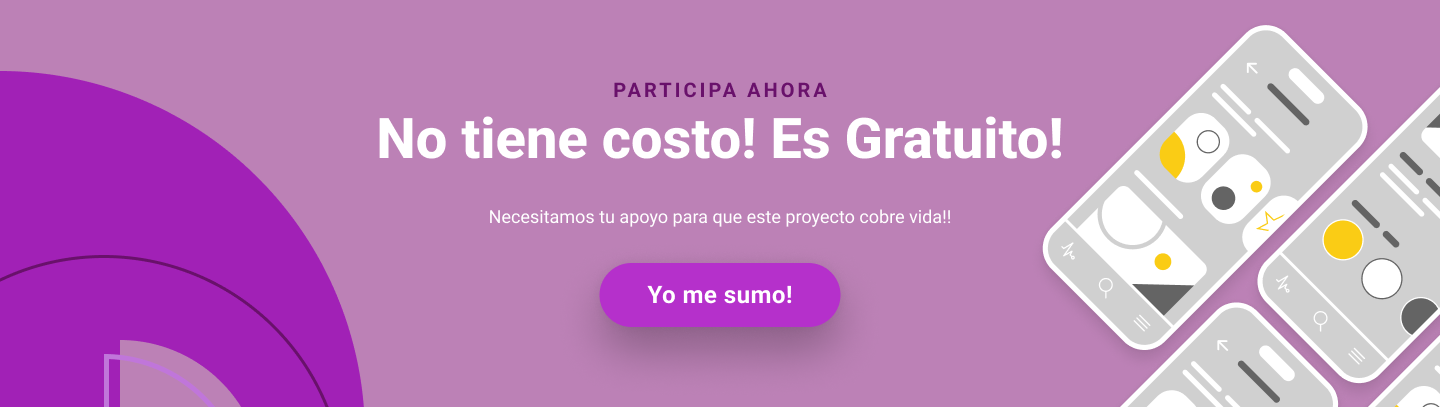 PARTICIPA AHORA
No tiene costo! Es Gratuito!
Necesitamos tu apoyo para que este proyecto cobre vida!!
Yo me sumo!